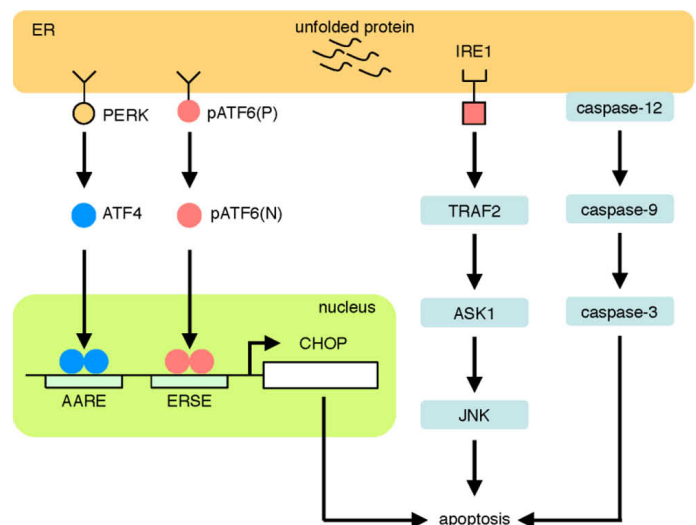 ER
unfolded protein
IRE1
PERK
pATF6(P)
caspase-12
ATF4
pATF6(N)
TRAF2
caspase-9
nucleus
ASK1
caspase-3
CHOP
AARE
ERSE
JNK
apoptosis